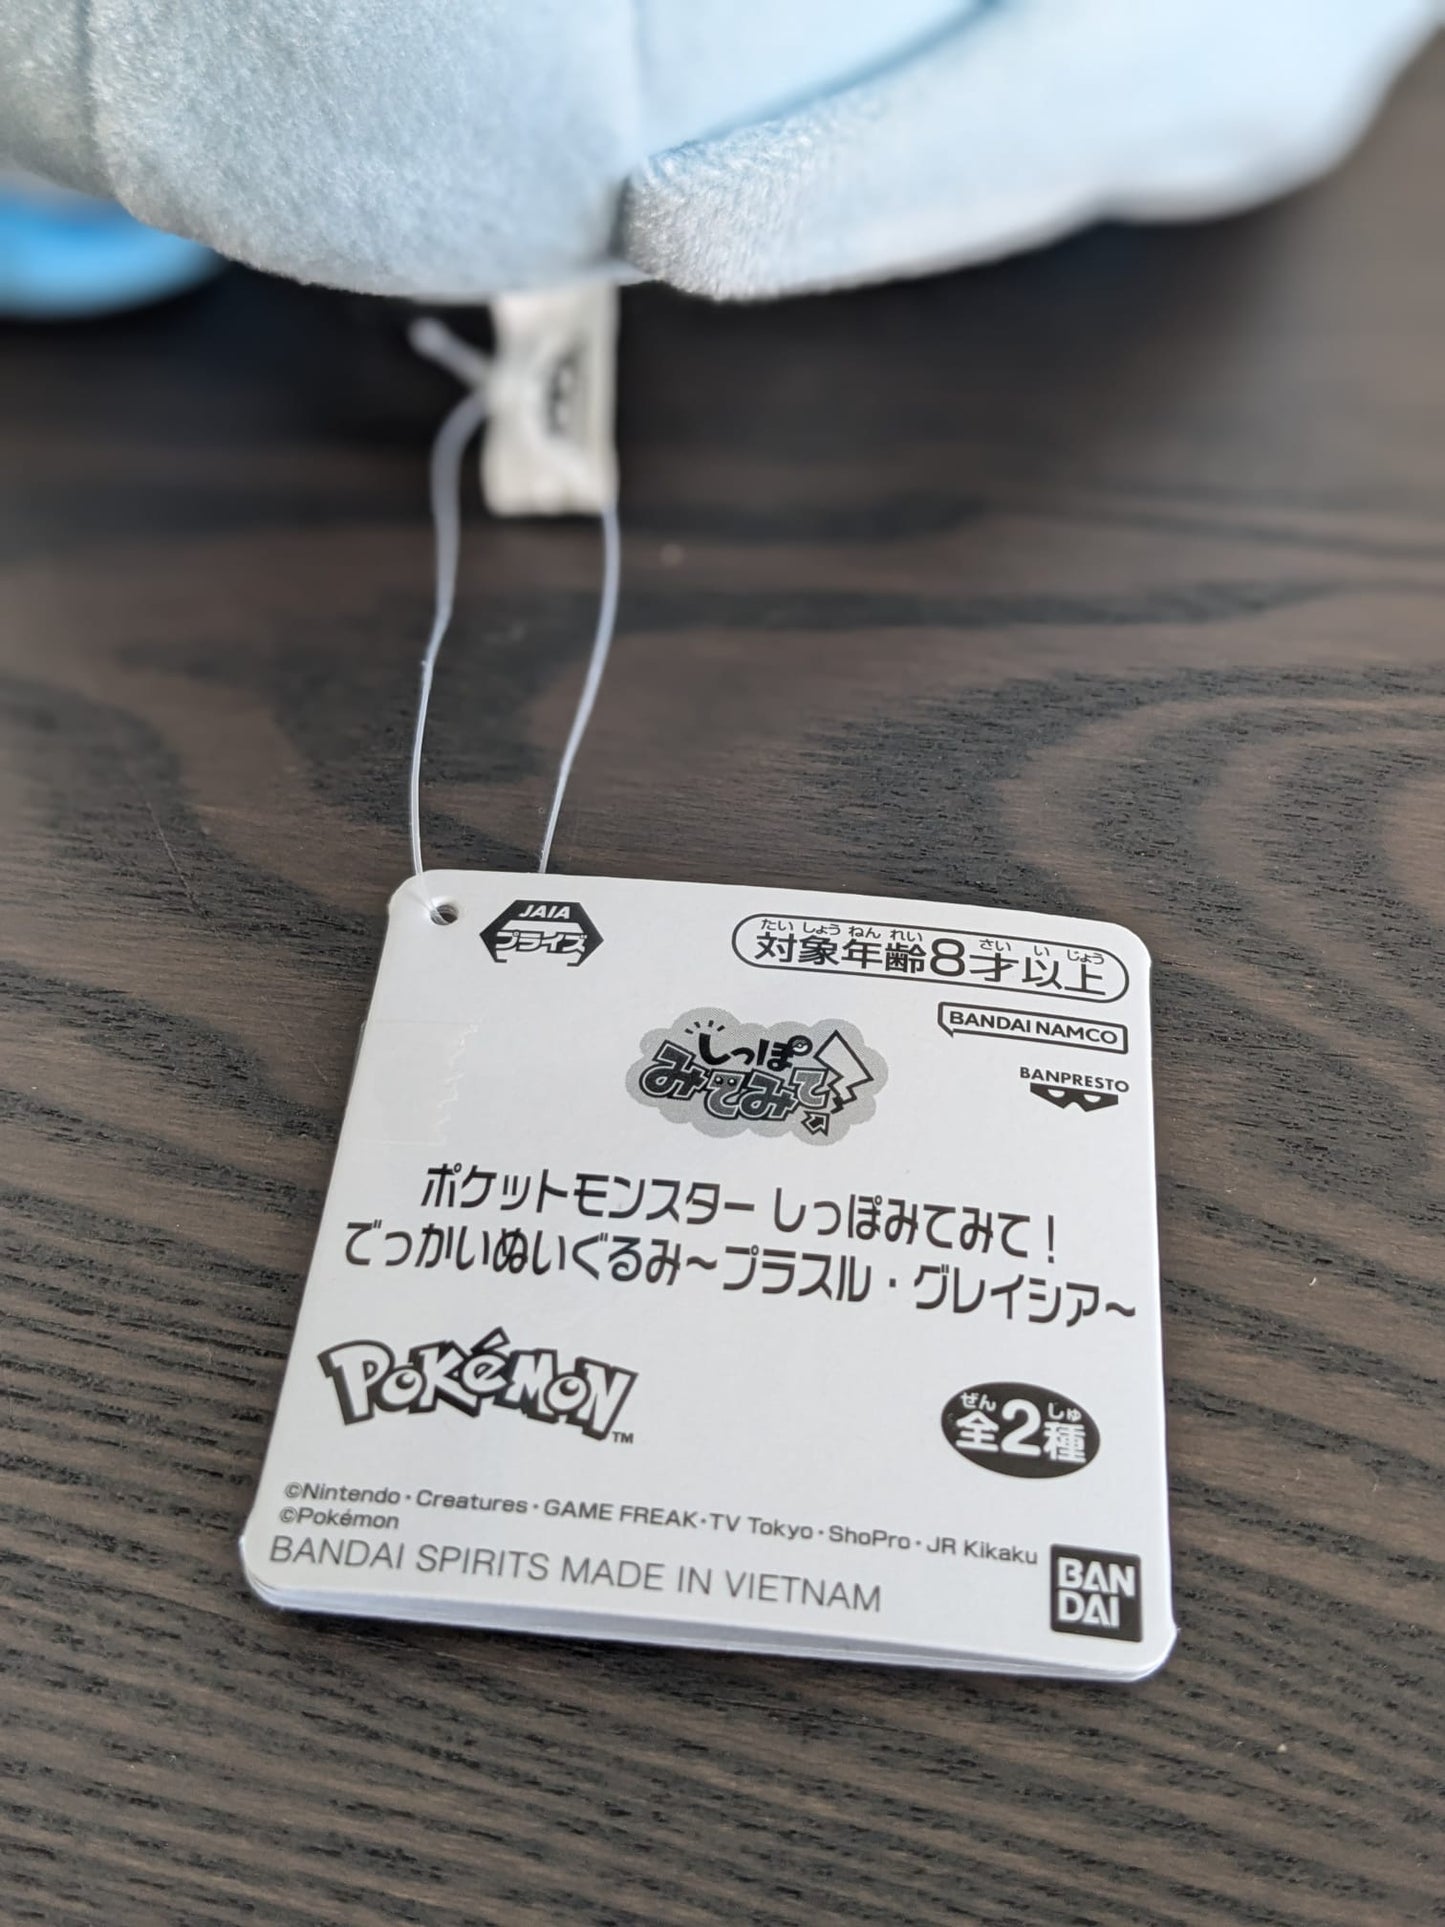 JAIA
プライズ
たいしょうねんれい さいいじょう
対象年齢8才以上
BANDAI NAMCO
BANPRESTO
しっぽ
みてみて!
ポケットモンスター しっぽみてみて!
でっかいぬいぐるみ～プラスル・グレイシア～
POKÉMON™
ぜん しゅ
全2種
©Nintendo・Creatures・GAME FREAK・TV Tokyo・ShoPro・JR Kikaku
©Pokémon
BANDAI SPIRITS MADE IN VIETNAM
BAN
DAI